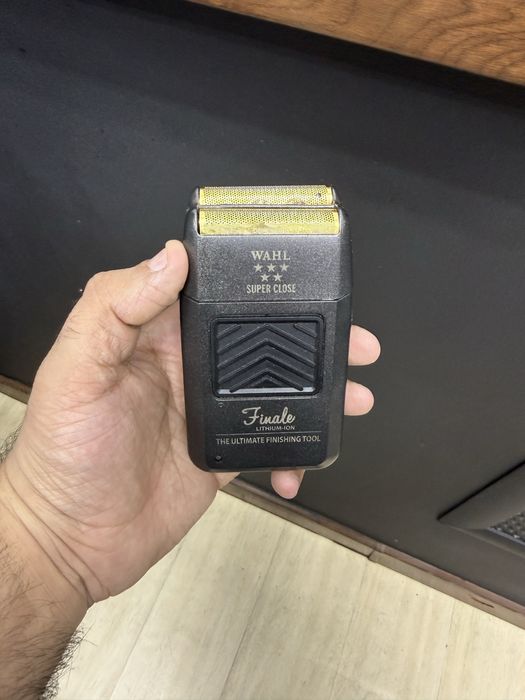 WAHL
SUPER CLOSE
Finale
LITHIUM-ION
THE ULTIMATE FINISHING TOOL